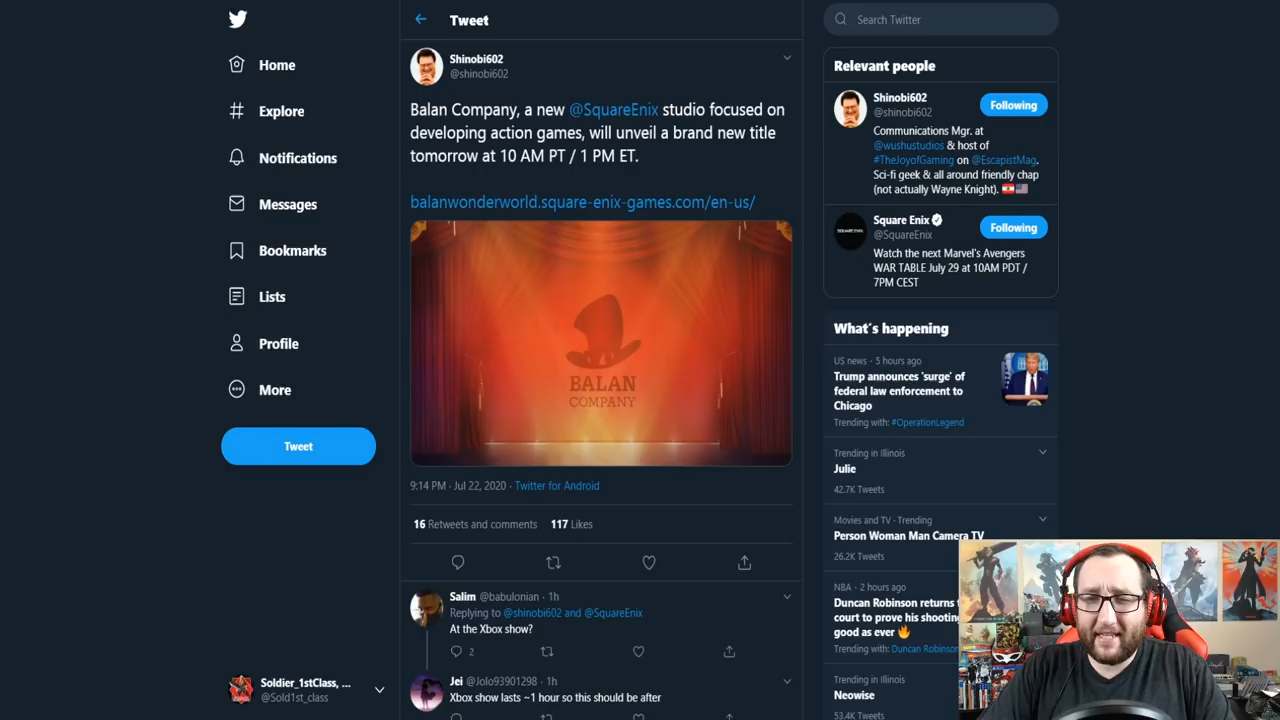 Home
Explore
Notifications
Messages
Bookmarks
Lists
Profile
More
Tweet
Soldier_1stClass, ...
@Sold1st_class
Tweet
Shinobi602
@shinobi602
Balan Company, a new @SquareEnix studio focused on
developing action games, will unveil a brand new title
tomorrow at 10 AM PT / 1 PM ET.
balanwonderworld.square-enix-games.com/en-us/
BALAN
COMPANY
9:14 PM · Jul 22, 2020 · Twitter for Android
16 Retweets and comments 117 Likes
Salim @babulonian · 1h
Replying to @shinobi602 and @SquareEnix
At the Xbox show?
2
Jei @Jolo93901298 · 1h
Xbox show lasts ~1 hour so this should be after
Search Twitter
Relevant people
Shinobi602
@shinobi602
Following
Communications Mgr. at
@wushustudios & host of
#TheJoyofGaming on @EscapistMag.
Sci-fi geek & all around friendly chap
(not actually Wayne Knight). 🇱🇧🇺🇸
SQUARE ENIX
Square Enix
@SquareEnix
Following
Watch the next Marvel's Avengers
WAR TABLE July 29 at 10AM PDT /
7PM CEST
What's happening
US news · 5 hours ago
Trump announces 'surge' of
federal law enforcement to
Chicago
Trending with: #OperationLegend
Trending in Illinois
Julie
42.7K Tweets
Movies and TV · Trending
Person Woman Man Camera TV
26.2K Tweets
NBA · 2 hours ago
Duncan Robinson returns
court to prove his shooting
good as ever 🔥
Trending with: Duncan Robinson
Trending in Illinois
Neowise
53.4K Tweets